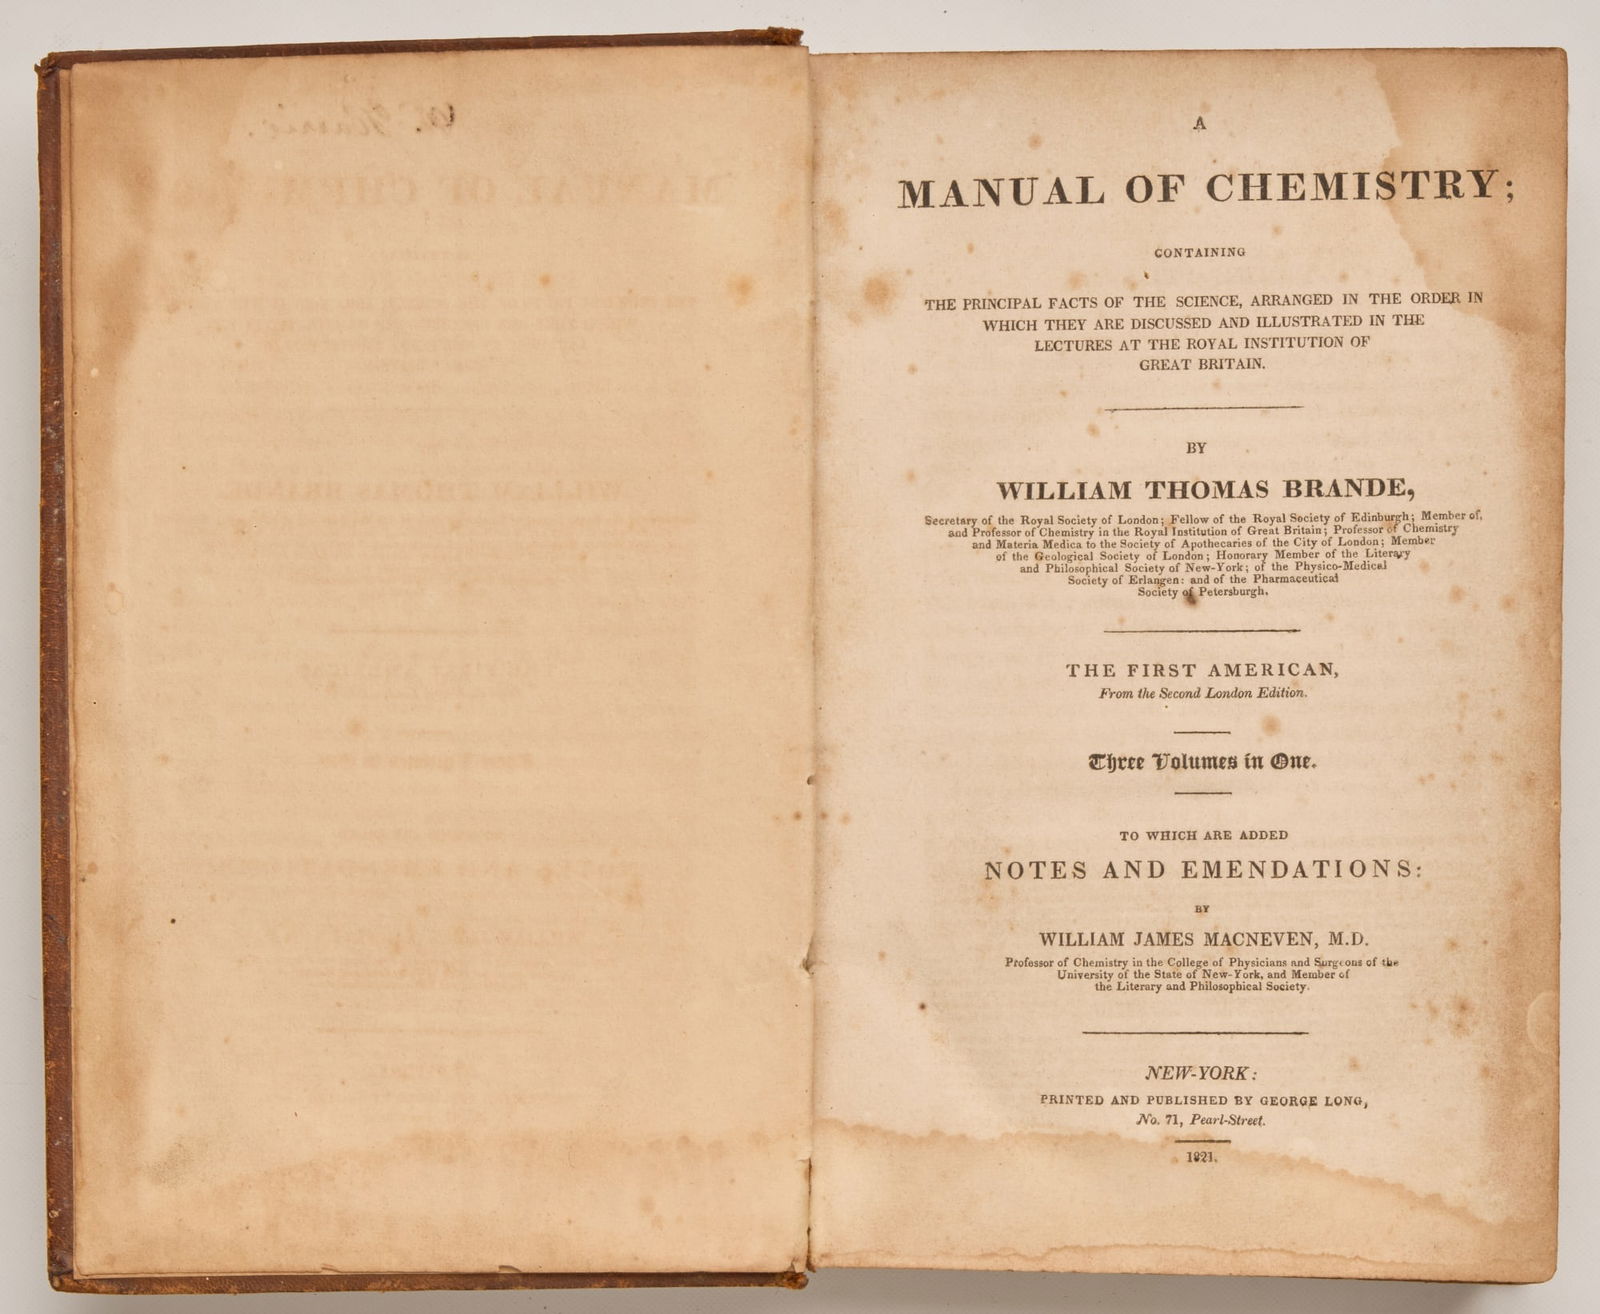 A
MANUAL OF CHEMISTRY;
CONTAINING
THE PRINCIPAL FACTS OF THE SCIENCE, ARRANGED IN THE ORDER IN
WHICH THEY ARE DISCUSSED AND ILLUSTRATED IN THE
LECTURES AT THE ROYAL INSTITUTION OF
GREAT BRITAIN.
BY
WILLIAM THOMAS BRANDE,
Secretary of the Royal Society of London; Fellow of the Royal Society of Edinburgh; Member of,
and Professor of Chemistry in the Royal Institution of Great Britain; Professor of Chemistry
and Materia Medica to the Society of Apothecaries of the City of London; Member
of the Geological Society of London; Honorary Member of the Literary
and Philosophical Society of New-York; of the Physico-Medical
Society of Erlangen: and of the Pharmaceutical
Society of Petersburgh.
THE FIRST AMERICAN,
From the Second London Edition.
Three Volumes in One.
TO WHICH ARE ADDED
NOTES AND EMENDATIONS:
BY
WILLIAM JAMES MACNEVEN, M.D.
Professor of Chemistry in the College of Physicians and Surgeons of the
University of the State of New-York, and Member of
the Literary and Philosophical Society.
NEW-YORK:
PRINTED AND PUBLISHED BY GEORGE LONG,
No. 71, Pearl-Street.
1821.